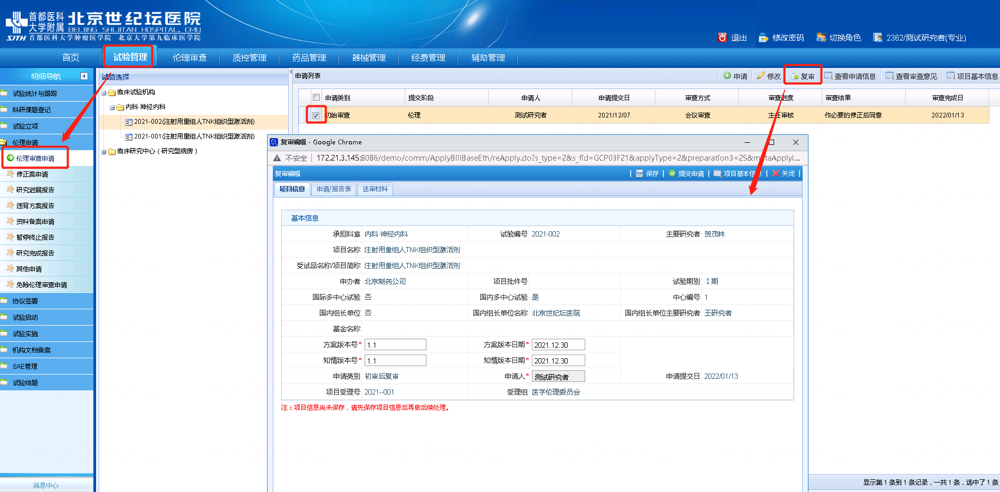 首都医科大学附属 北京世纪坛医院
BEIJING SHIJITAN HOSPITAL, CMU
SJTH 首都医科大学肿瘤医学院 北京大学第九临床医学院
退出 修改密码 切换角色 2362/测试研究者(专业)
首页 试验管理 伦理审查 质控管理 药品管理 器械管理 经费管理 辅助管理
明细导航
试验统计与跟踪
科研课题登记
试验立项
伦理申请
伦理审查申请
修正案申请
研究进展报告
违背方案报告
资料备案申请
暂停终止报告
研究完成报告
其他申请
免除伦理审查申请
协议签署
试验启动
试验实施
机构文档备案
SAE管理
试验结题
消息中心
试验选择
临床试验机构
内科-神经内科
2021-002(注射用重组人TNK组织型激活剂)
2021-001(注射用重组人TNK组织型激活剂)
临床研究中心（研究型病房）
申请列表 申请 修改 复审 查看申请信息 查看审查意见 项目基本信息
申请类别 提交阶段 申请人 申请提交日 审查方式 审查进度 审查结果 审查完成日
初始审查 伦理 测试研究者 2021/12/07 会议审查 主任审核 作必要的修正后同意 2022/01/13
复审编辑 - Google Chrome
不安全 172.21.3.145:8086/demo/comm/ApplyBillBaseEth/reApply.do?s_type=2&s_fid=GCP03F21&applyType=2&preparation3=25&metaApplyI...
复审编辑 保存 提交申请 项目基本信息 关闭
项目信息 申请/报告表 送审材料
基本信息
承担科室 内科-神经内科 试验编号 2021-002 主要研究者 贺茂林
项目名称 注射用重组人TNK组织型激活剂
受试品名称/项目简称 注射用重组人TNK组织型激活剂
申办者 北京制药公司 项目批件号 试验期别 Ⅰ期
国际多中心试验 否 国内多中心试验 是 中心编号 1
国内组长单位 否 国内组长单位名称 北京世纪坛医院 国内组长单位主要研究者 王研究者
基金名称
方案版本号* 1.1 方案版本日期* 2021.12.30
知情版本号* 1.1 知情版本日期* 2021.12.30
申请类别 初审后复审 申请人* 测试研究者 申请提交日 2022/01/13
项目受理号 2021--001 受理组 医学伦理委员会
注：项目信息尚未保存，请先保存项目信息后再做后续处理。
显示第 1 条到 1 条记录，一共 1 条，选中了 1 条